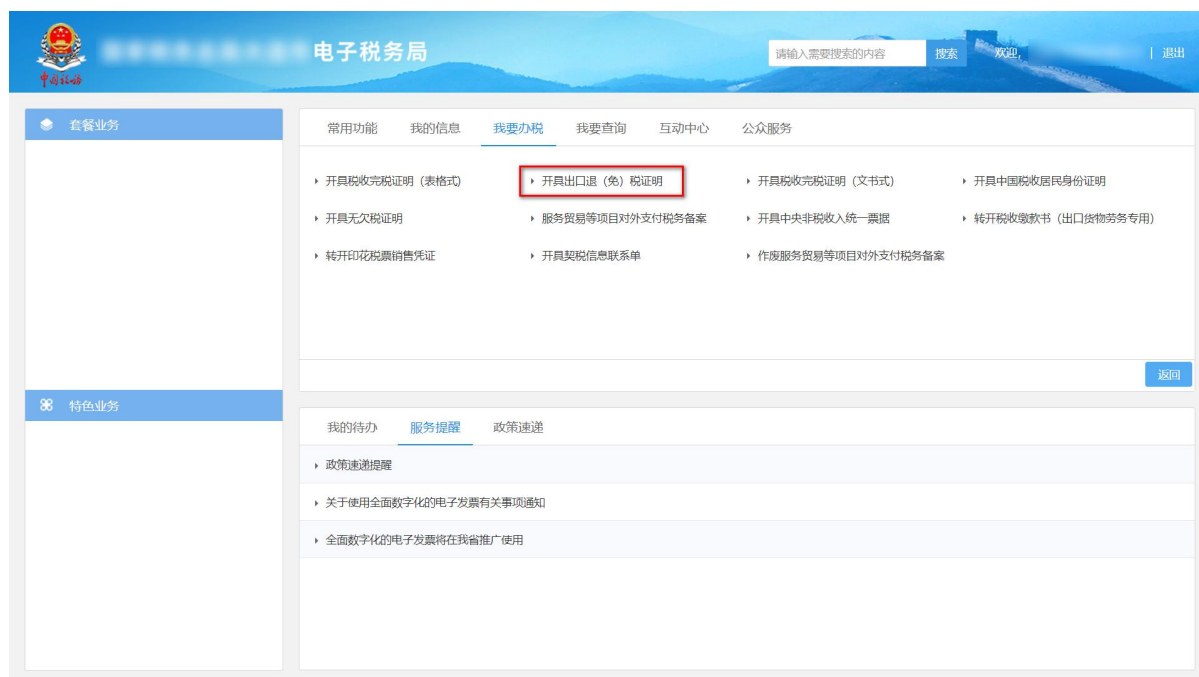 电子税务局
请输入需要搜索的内容 搜索 欢迎, | 退出
中国税务
套餐业务
常用功能 我的信息 我要办税 我要查询 互动中心 公众服务
开具税收完税证明（表格式） 开具出口退（免）税证明 开具税收完税证明（文书式） 开具中国税收居民身份证明
开具无欠税证明 服务贸易等项目对外支付税务备案 开具中央非税收入统一票据 转开税收缴款书（出口货物劳务专用）
转开印花税票销售凭证 开具契税信息联系单 作废服务贸易等项目对外支付税务备案
返回
特色业务
我的待办 服务提醒 政策速递
政策速递提醒
关于使用全面数字化的电子发票有关事项通知
全面数字化的电子发票将在我省推广使用